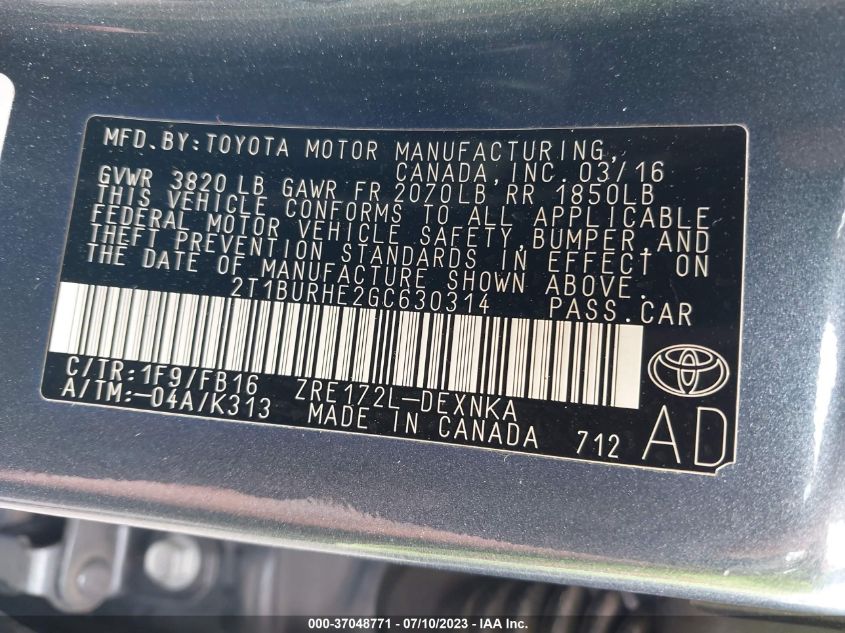 MFD. BY: TOYOTA MOTOR MANUFACTURING,
CANADA, INC. 03/16
GVWR 3820 LB GAWR FR 2070LB RR 1850LB
THIS VEHICLE CONFORMS TO ALL APPLICABLE
FEDERAL MOTOR VEHICLE SAFETY, BUMPER, AND
THEFT PREVENTION STANDARDS IN EFFECT ON
THE DATE OF MANUFACTURE SHOWN ABOVE.
2T1BURHE2GC630314 PASS. CAR
C/TR: 1F9/FB16 ZRE172L-DEXNKA
A/TM: -04A/K313 MADE IN CANADA 712 AD
000-37048771 / 07/10/2023 - IAA Inc.